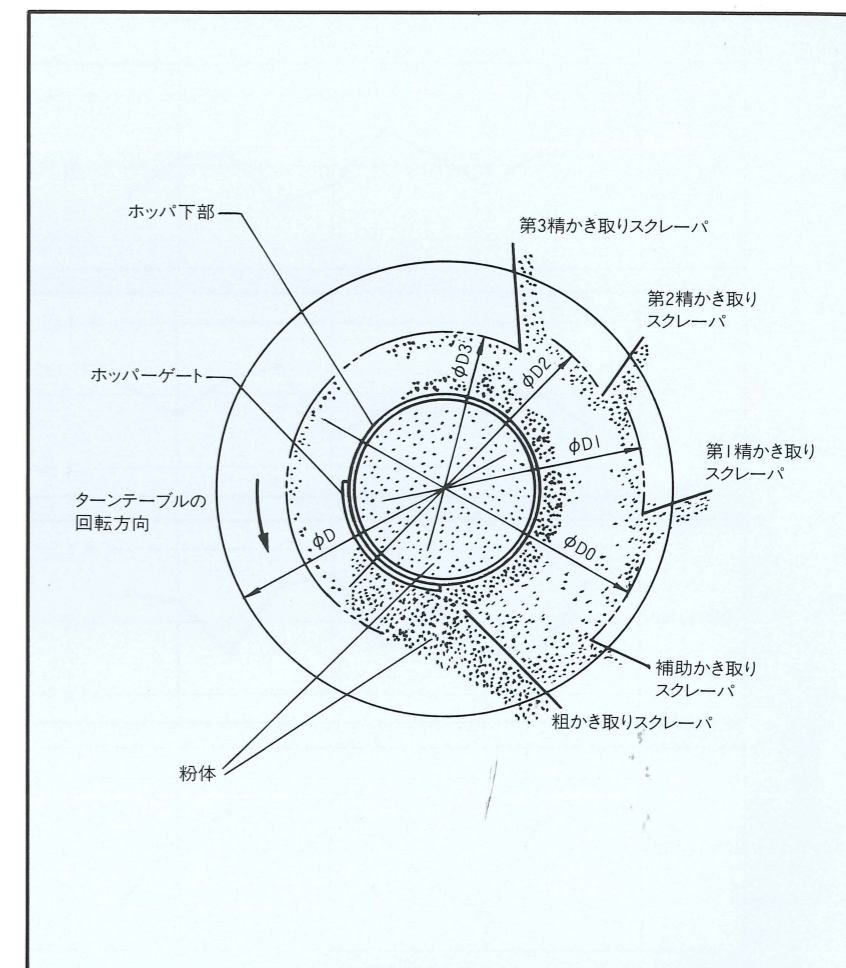 ホッパ下部
第3精かき取りスクレーパ
第2精かき取り
スクレーパ
ホッパーゲート
φD3
φD2
φD1
第1精かき取り
スクレーパ
ターンテーブルの
回転方向
φD
φD0
補助かき取り
スクレーパ
粗かき取りスクレーパ
粉体